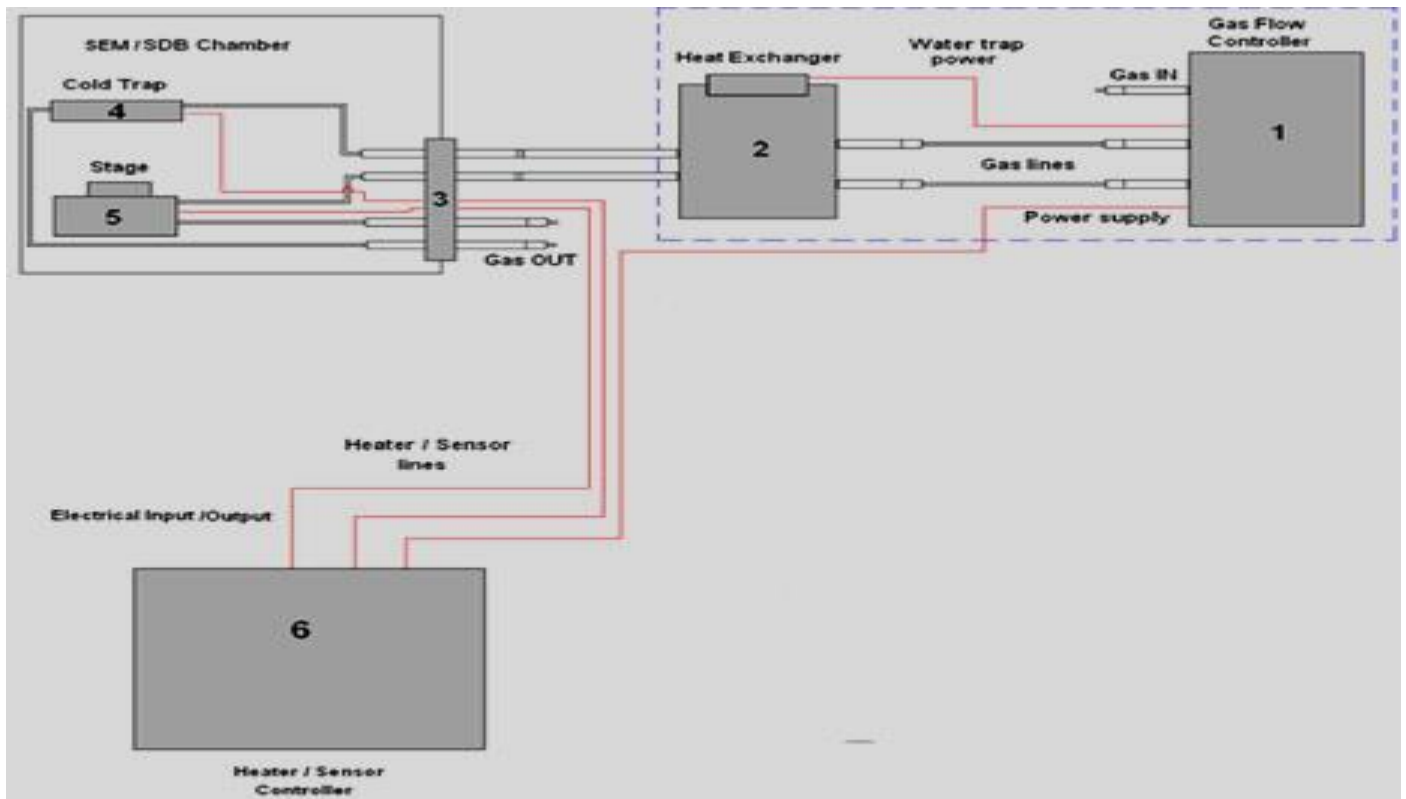 SEM / SDB Chamber
Cold Trap
4
Stage
5
3
Gas OUT
Heat Exchanger
2
Water trap
power
Gas Flow
Controller
Gas IN
1
Gas lines
Power supply
Heater / Sensor
lines
Electrical Input /Output
6
Heater / Sensor
Controller